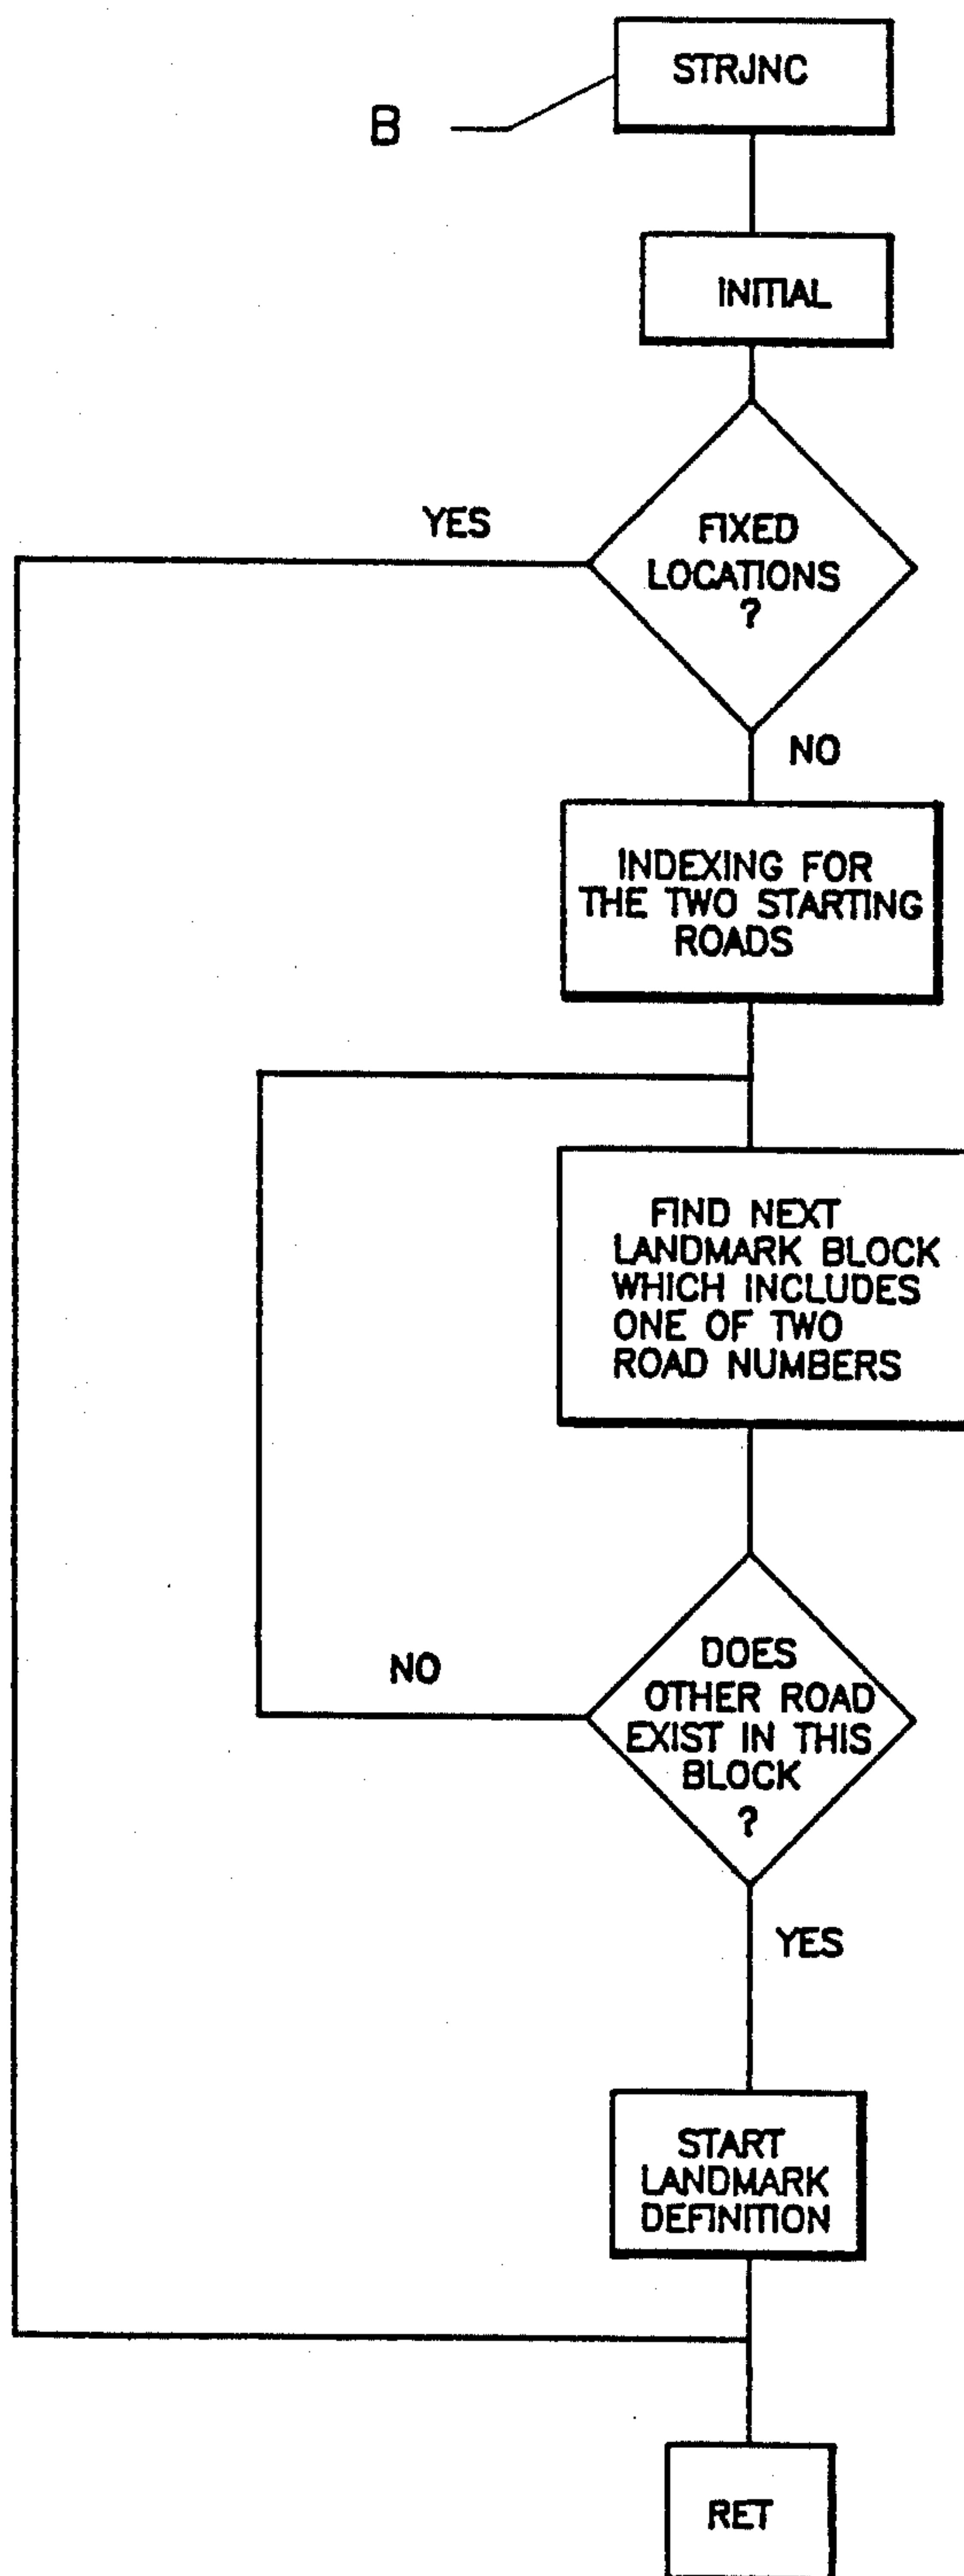 STRJNC
B
INITIAL
YES
FIXED
LOCATIONS
?
NO
INDEXING FOR
THE TWO STARTING
ROADS
FIND NEXT
LANDMARK BLOCK
WHICH INCLUDES
ONE OF TWO
ROAD NUMBERS
NO
DOES
OTHER ROAD
EXIST IN THIS
BLOCK
?
YES
START
LANDMARK
DEFINITION
RET